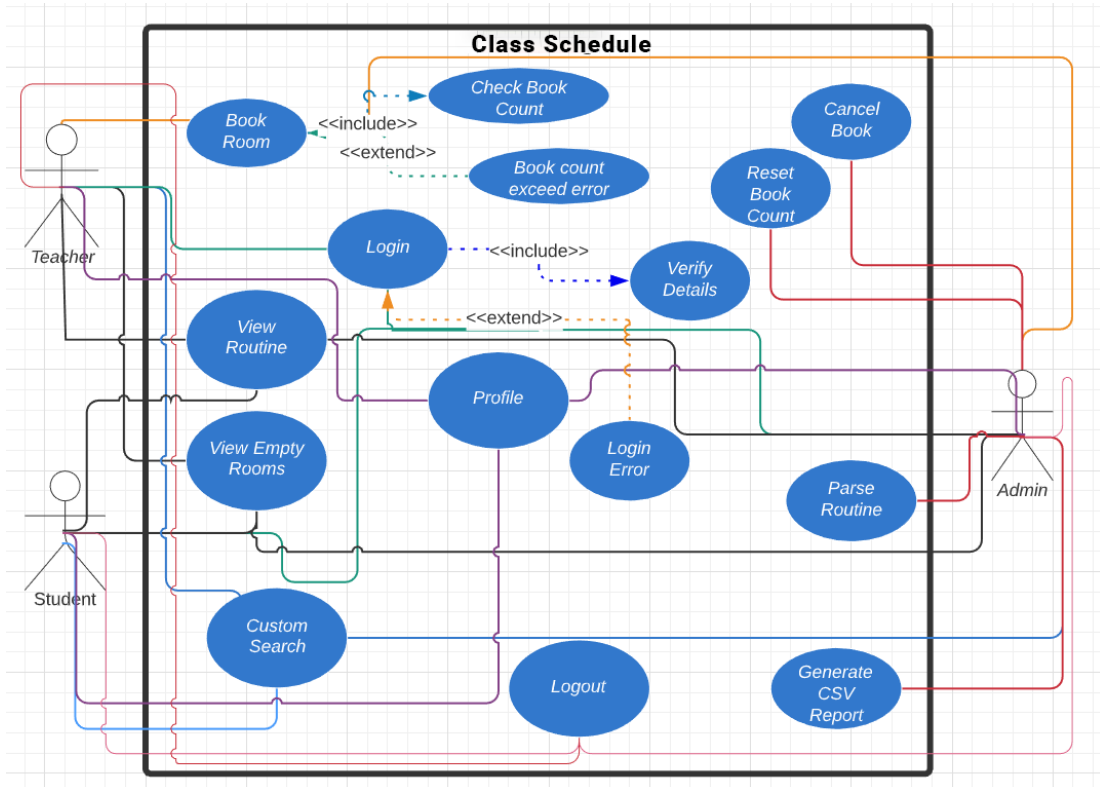 Class Schedule
Check Book
Count
Cancel
Book
Book
Room
<<include>>
<<extend>>
Book count
exceed error
Reset
Book
Count
Teacher
Login
<<include>>
Verify
Details
View
Routine
<<extend>>
Profile
View Empty
Rooms
Login
Error
Parse
Routine
Admin
Student
Custom
Search
Logout
Generate
CSV
Report